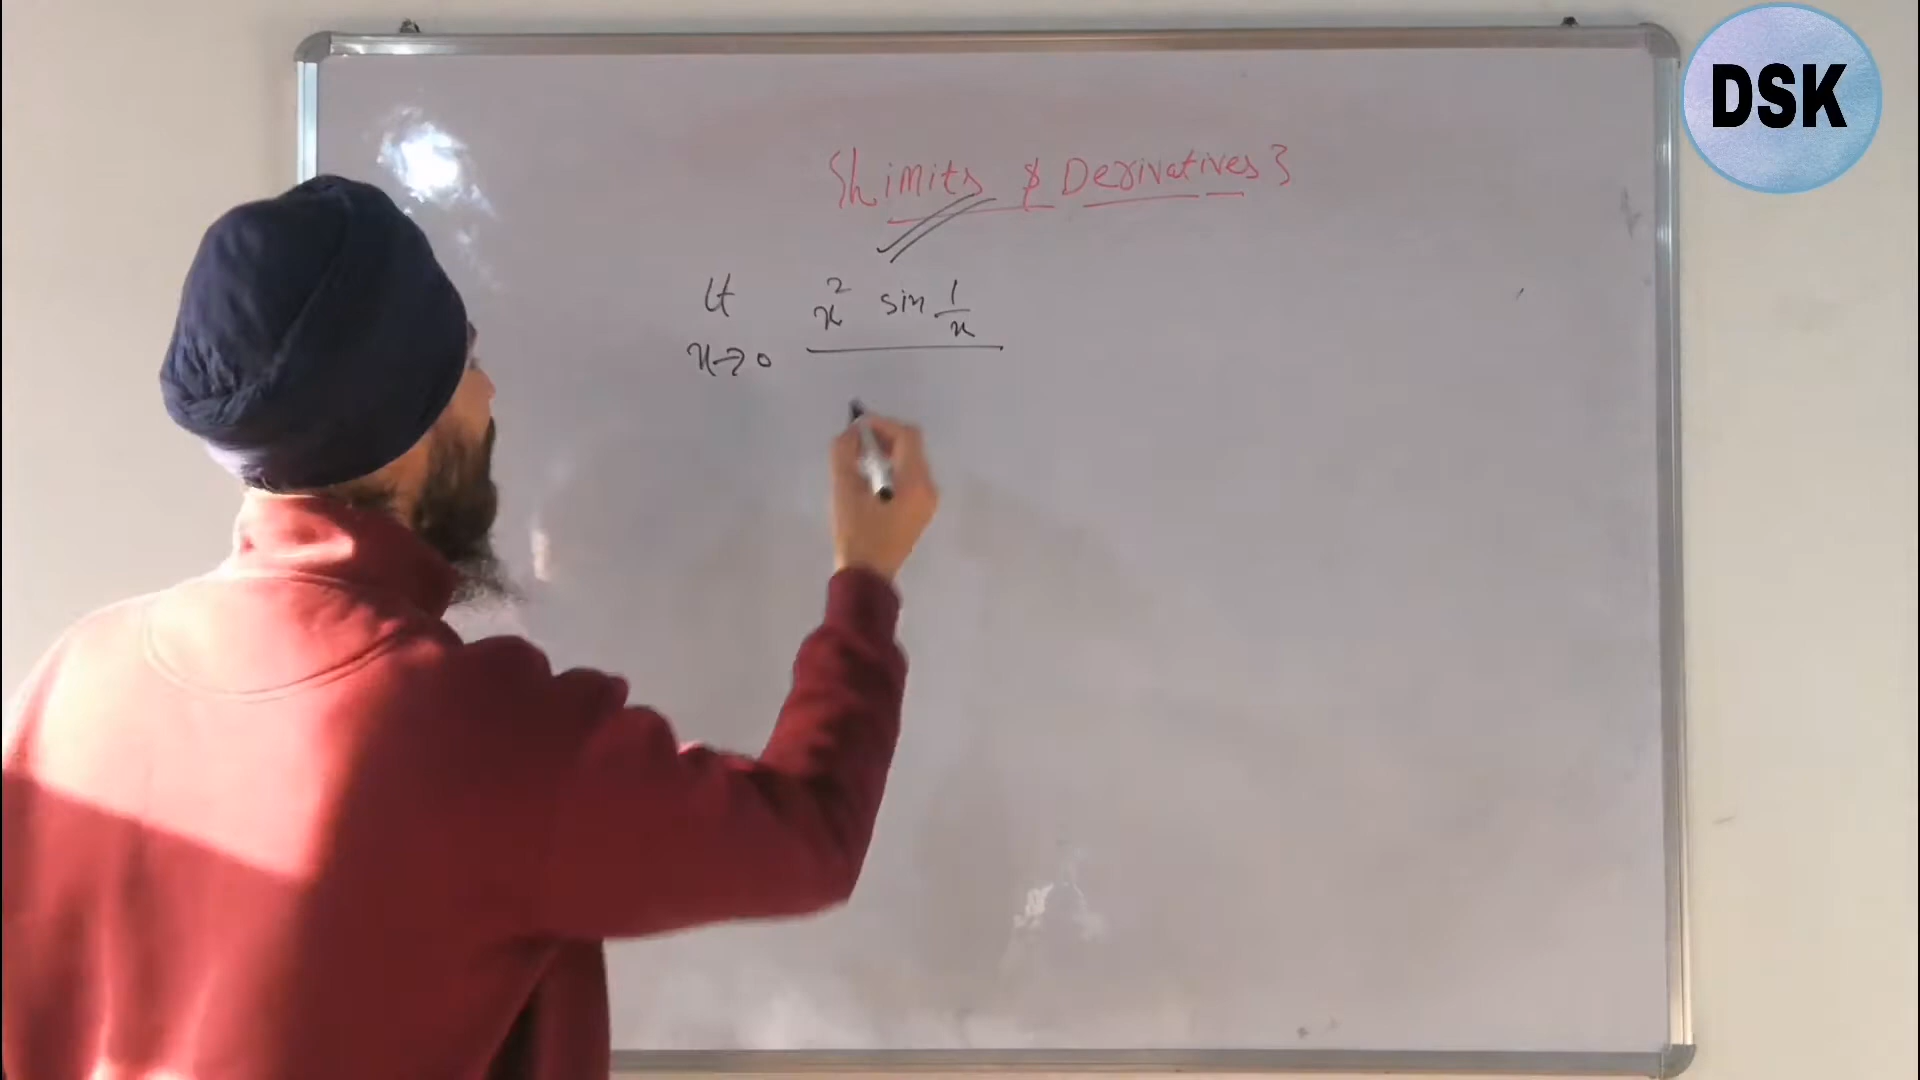 DSK
{Limits & Derivatives}
lt x² sin 1/x
x→0